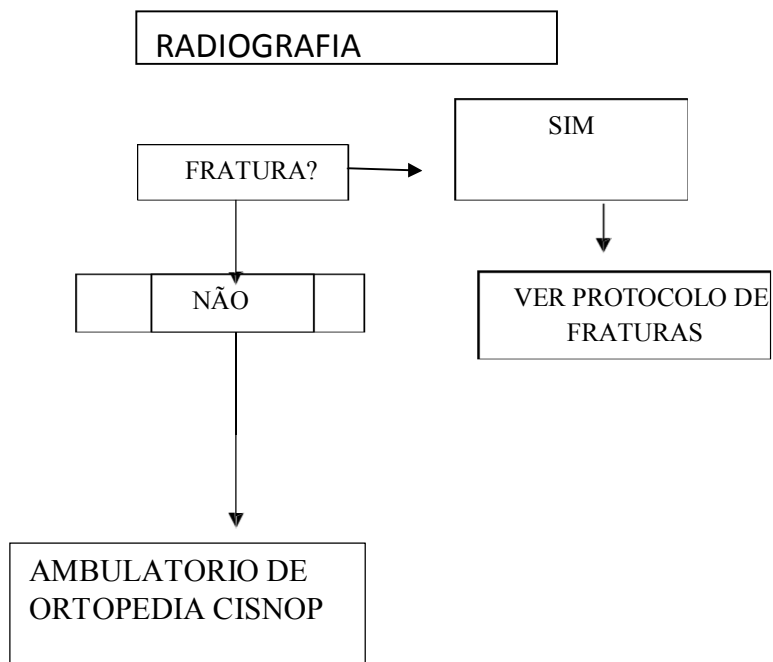 RADIOGRAFIA
SIM
FRATURA?
NÃO
VER PROTOCOLO DE
FRATURAS
AMBULATORIO DE
ORTOPEDIA CISNOP